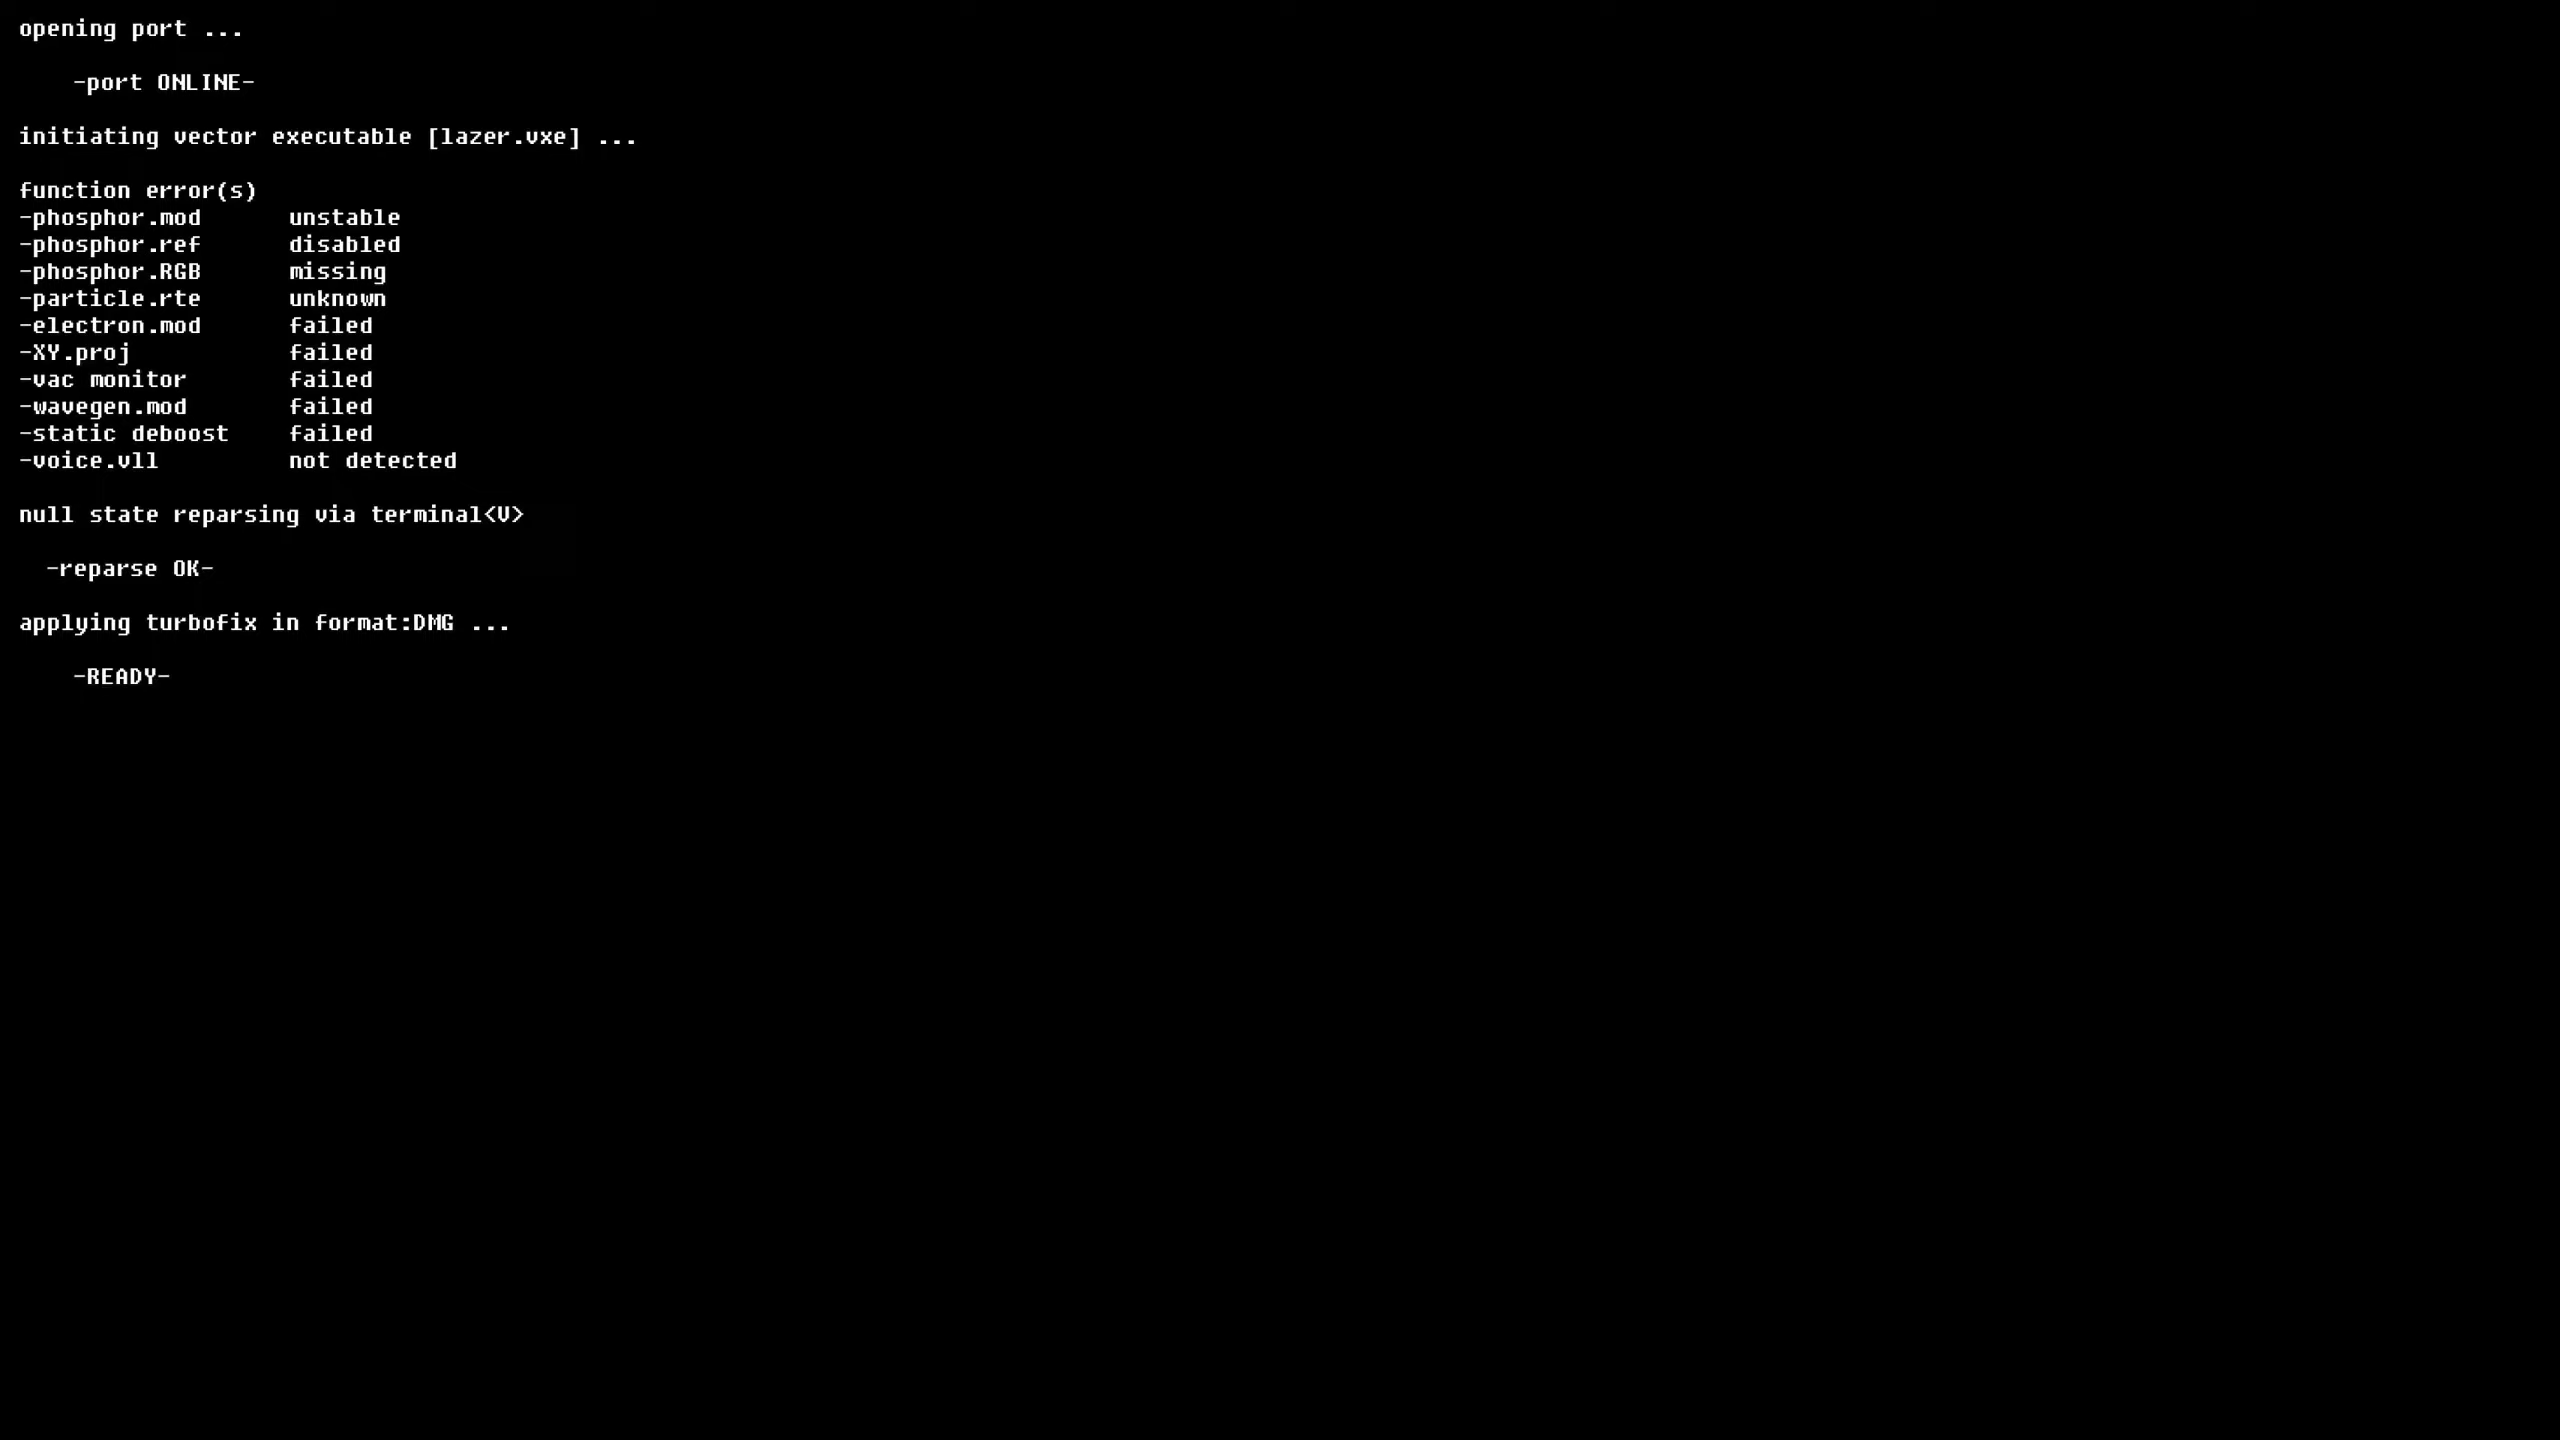 opening port ...
-port ONLINE-
initiating vector executable [lazer.vxe] ...
function error(s)
-phosphor.mod unstable
-phosphor.ref disabled
-phosphor.RGB missing
-particle.rte unknown
-electron.mod failed
-XY.proj failed
-vac monitor failed
-wavegen.mod failed
-static deboost failed
-voice.vll not detected
null state reparsing via terminal<V>
-reparse OK-
applying turbofix in format:DMG ...
-READY-